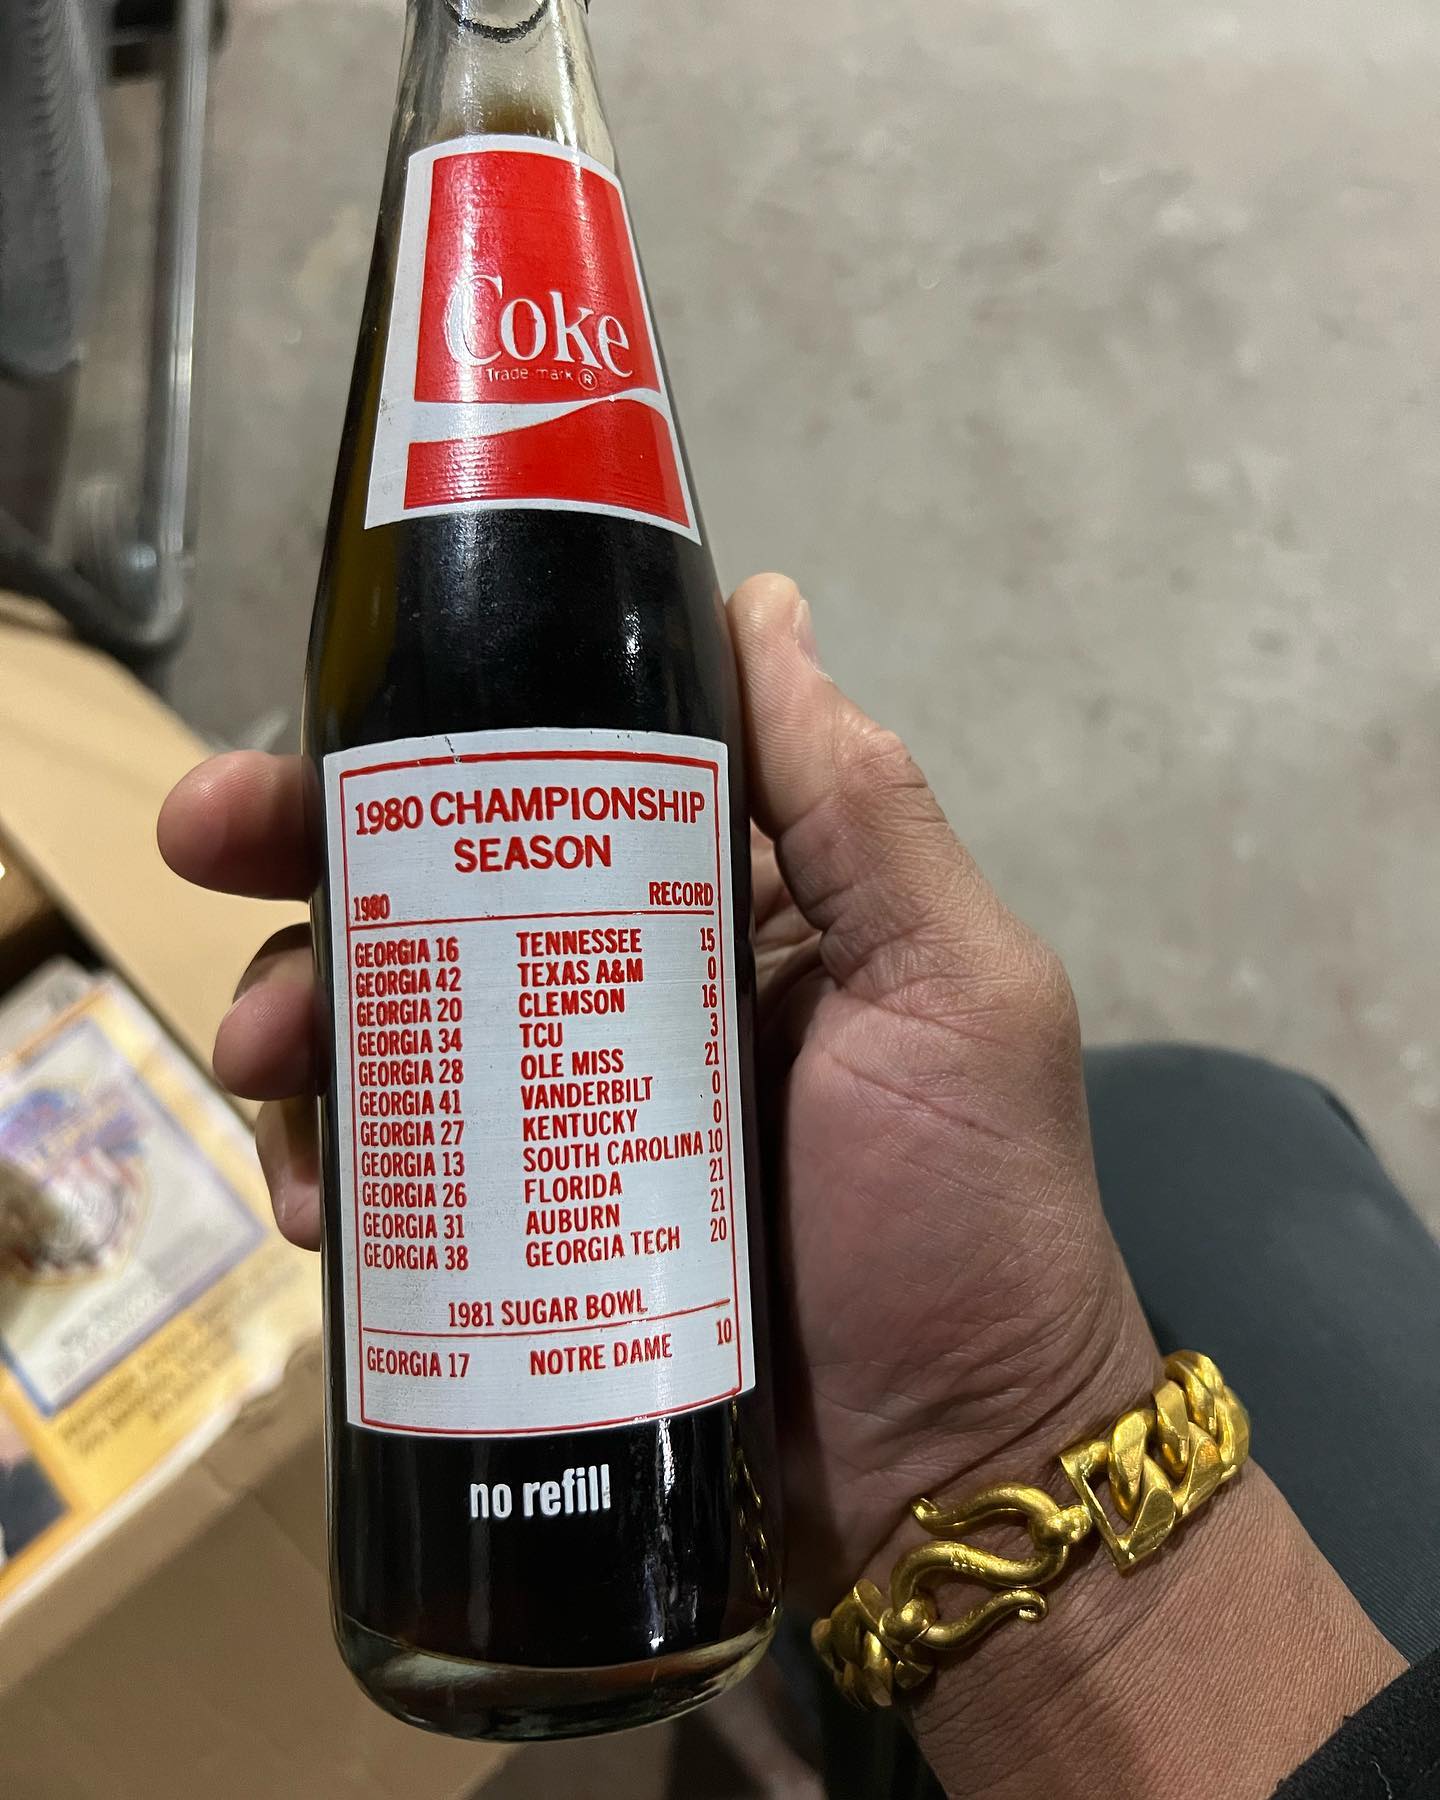 Coke
Trade-mark ®
1980 CHAMPIONSHIP
SEASON
1980 RECORD
GEORGIA 16 TENNESSEE 15
GEORGIA 42 TEXAS A&M 0
GEORGIA 20 CLEMSON 16
GEORGIA 34 TCU 3
GEORGIA 28 OLE MISS 21
GEORGIA 41 VANDERBILT 0
GEORGIA 27 KENTUCKY 0
GEORGIA 13 SOUTH CAROLINA 10
GEORGIA 26 FLORIDA 21
GEORGIA 31 AUBURN 21
GEORGIA 38 GEORGIA TECH 20
1981 SUGAR BOWL
GEORGIA 17 NOTRE DAME 10
no refill